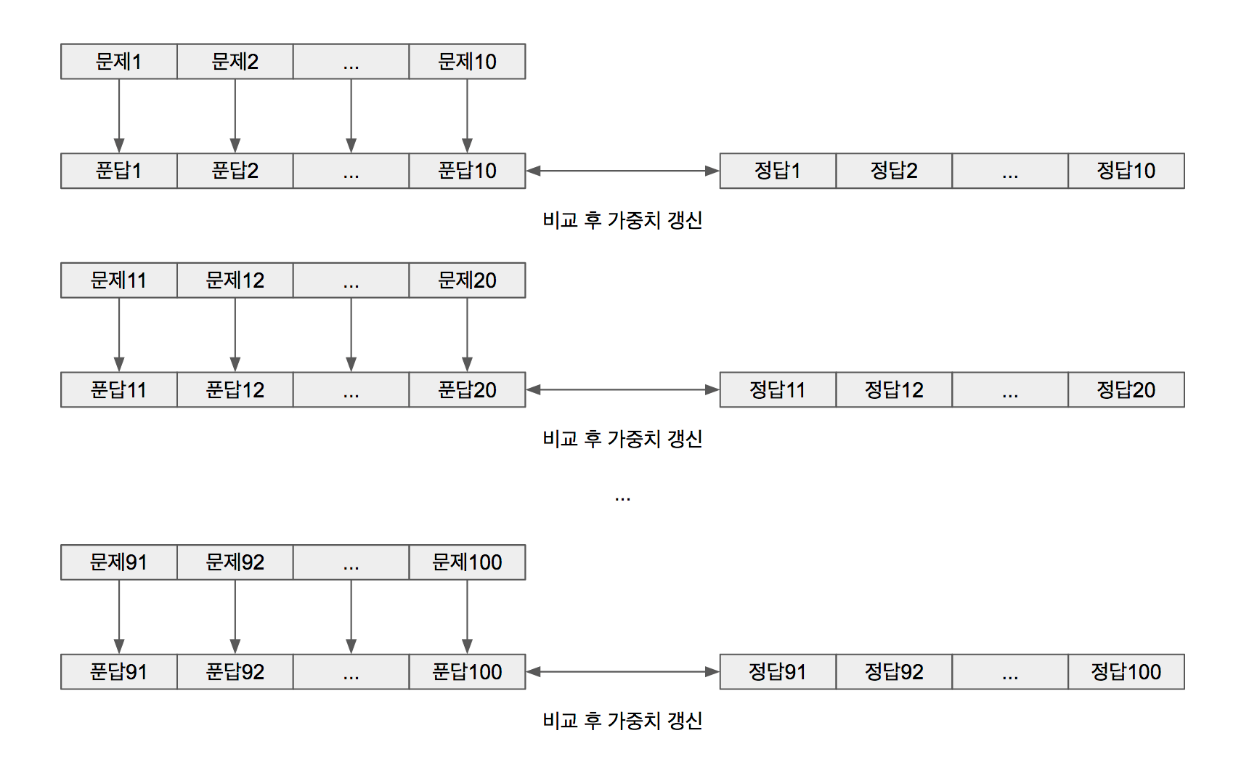 문제1 문제2 ... 문제10
푼답1 푼답2 ... 푼답10 정답1 정답2 ... 정답10
비교 후 가중치 갱신
문제11 문제12 ... 문제20
푼답11 푼답12 ... 푼답20 정답11 정답12 ... 정답20
비교 후 가중치 갱신
...
문제91 문제92 ... 문제100
푼답91 푼답92 ... 푼답100 정답91 정답92 ... 정답100
비교 후 가중치 갱신